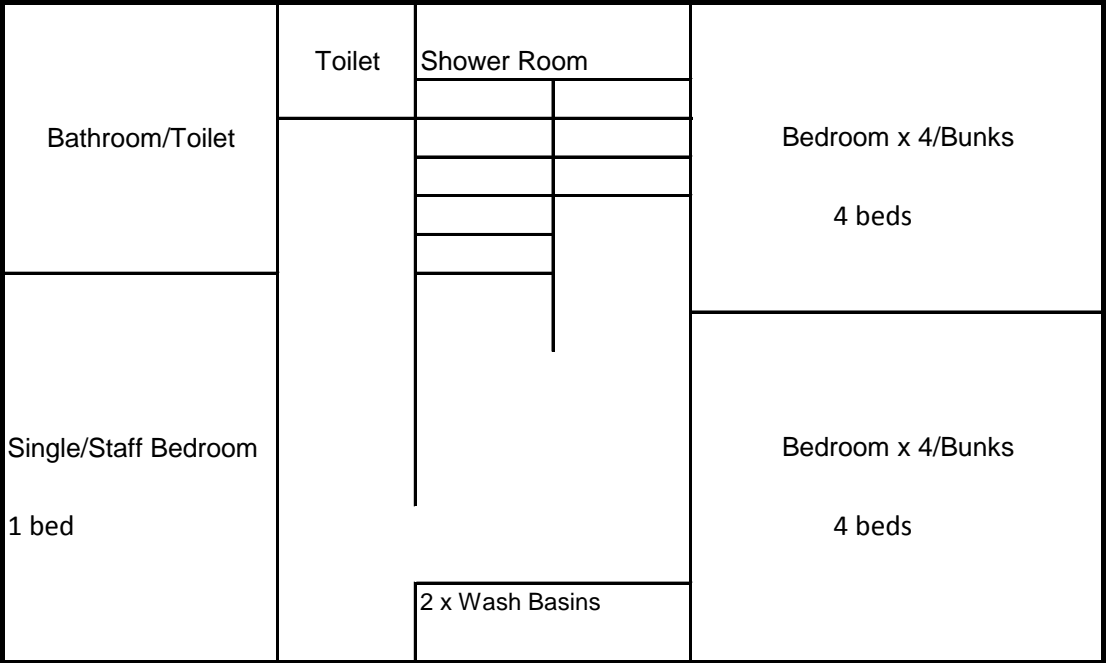 Toilet
Shower Room
Bathroom/Toilet
Bedroom x 4/Bunks
4 beds
Single/Staff Bedroom
1 bed
Bedroom x 4/Bunks
4 beds
2 x Wash Basins